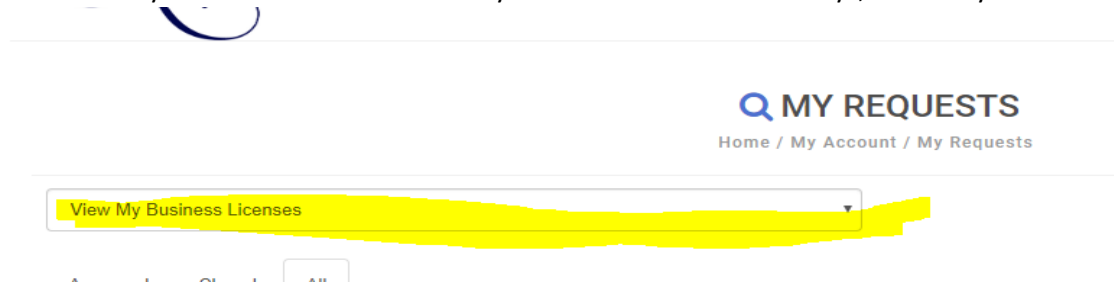 MY REQUESTS
Home / My Account / My Requests
View My Business Licenses
All